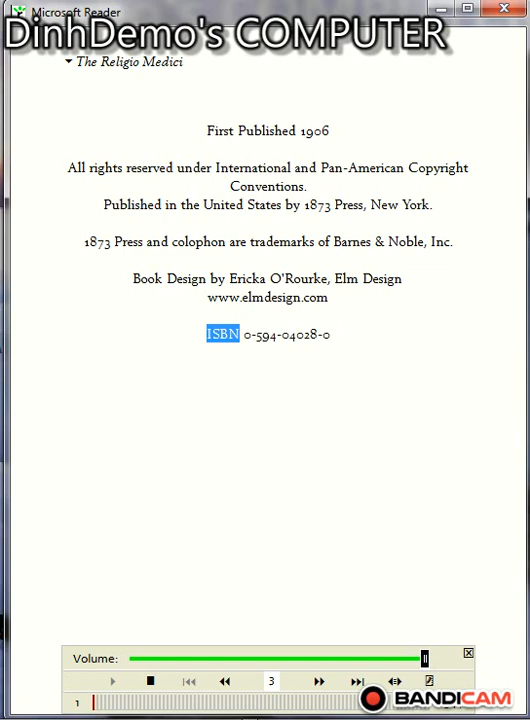 Microsoft Reader
DinhDemo's COMPUTER
The Religio Medici
First Published 1906
All rights reserved under International and Pan-American Copyright
Conventions.
Published in the United States by 1873 Press, New York.
1873 Press and colophon are trademarks of Barnes & Noble, Inc.
Book Design by Ericka O'Rourke, Elm Design
www.elmdesign.com
ISBN 0-594-04028-0
Volume:
3
1
BANDICAM